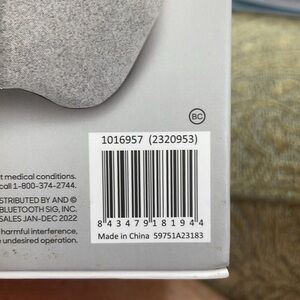 BC
1016957 (2320953)
8 43479 18194 4
Made in China 59751A23183
t medical conditions.
call 1-800-374-2744.
DISTRIBUTED BY AND ©
BLUETOOTH SIG, INC.
SALES JAN-DEC 2022
harmful interference,
undesired operation.